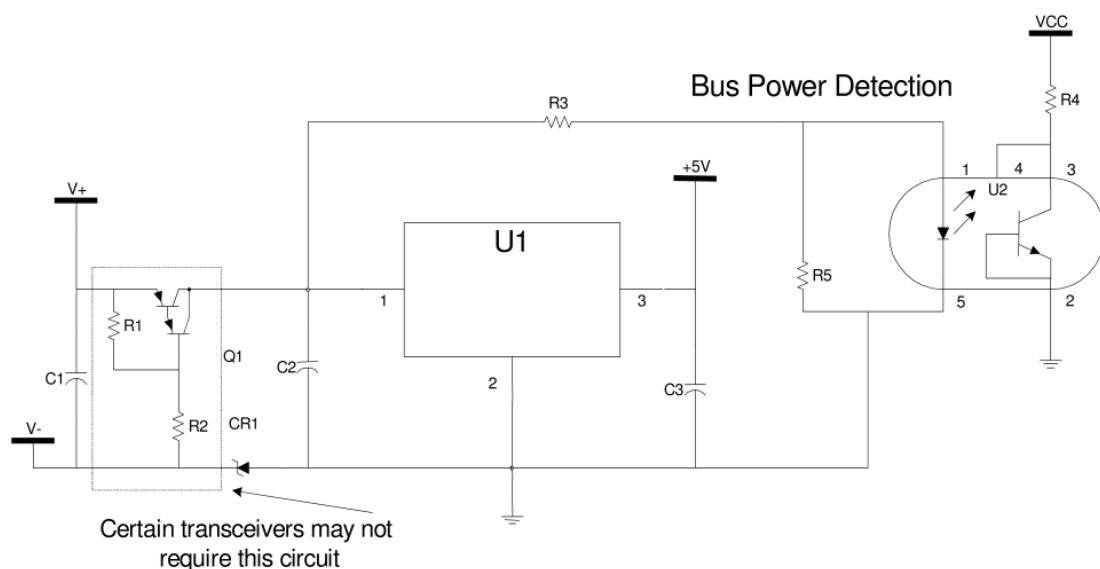 VCC
Bus Power Detection
R4
R3
+5V
1
4
3
U2
V+
U1
R5
1
3
5
2
R1
Q1
C1
C2
2
C3
R2
CR1
V-
Certain transceivers may not
require this circuit